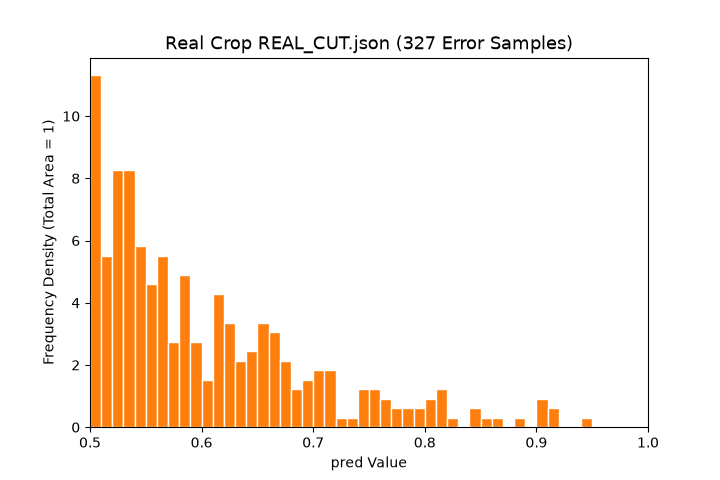 Real Crop REAL_CUT.json (327 Error Samples)
Frequency Density (Total Area = 1)
10
8
6
4
2
0
0.5 0.6 0.7 0.8 0.9 1.0
pred Value